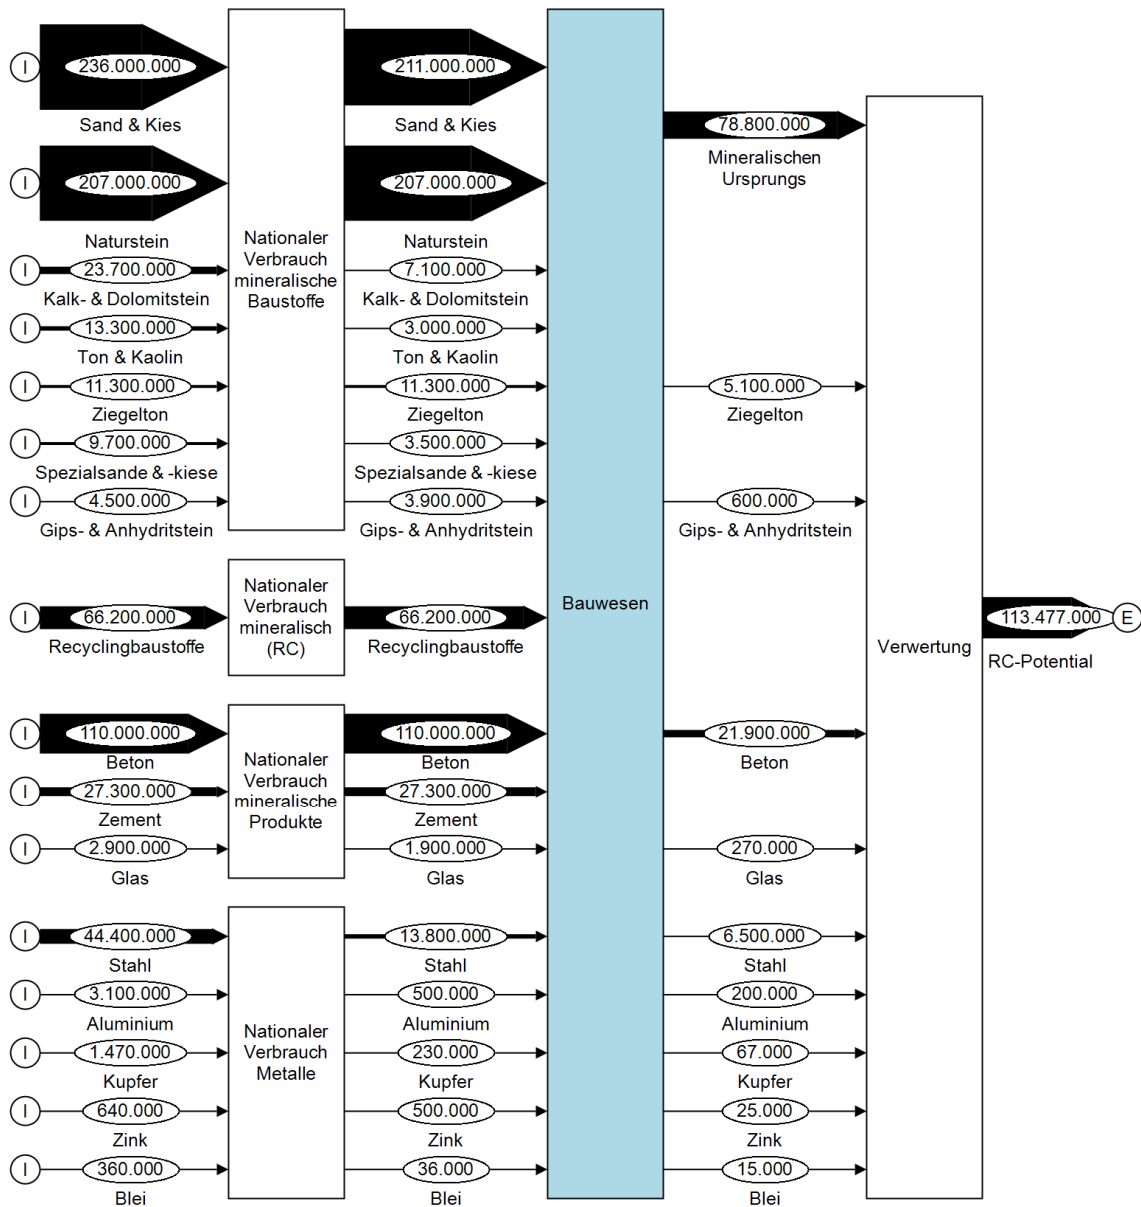 I
236.000.000
Sand & Kies
I
207.000.000
Naturstein
I
23.700.000
Kalk- & Dolomitstein
I
13.300.000
Ton & Kaolin
I
11.300.000
Ziegelton
I
9.700.000
Spezialsande & -kiese
I
4.500.000
Gips- & Anhydritstein
Nationaler
Verbrauch
mineralische
Baustoffe
211.000.000
Sand & Kies
207.000.000
Naturstein
7.100.000
Kalk- & Dolomitstein
3.000.000
Ton & Kaolin
11.300.000
Ziegelton
3.500.000
Spezialsande & -kiese
3.900.000
Gips- & Anhydritstein
I
66.200.000
Recyclingbaustoffe
Nationaler
Verbrauch
mineralisch
(RC)
66.200.000
Recyclingbaustoffe
I
110.000.000
Beton
I
27.300.000
Zement
I
2.900.000
Glas
Nationaler
Verbrauch
mineralische
Produkte
110.000.000
Beton
27.300.000
Zement
1.900.000
Glas
I
44.400.000
Stahl
I
3.100.000
Aluminium
I
1.470.000
Kupfer
I
640.000
Zink
I
360.000
Blei
Nationaler
Verbrauch
Metalle
13.800.000
Stahl
500.000
Aluminium
230.000
Kupfer
500.000
Zink
36.000
Blei
Bauwesen
78.800.000
Mineralischen
Ursprungs
5.100.000
Ziegelton
600.000
Gips- & Anhydritstein
21.900.000
Beton
270.000
Glas
6.500.000
Stahl
200.000
Aluminium
67.000
Kupfer
25.000
Zink
15.000
Blei
Verwertung
113.477.000
E
RC-Potential